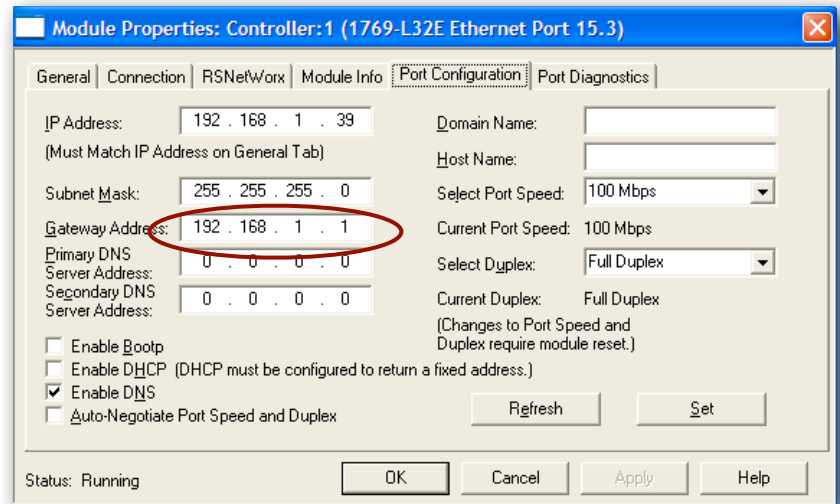 Module Properties: Controller:1 (1769-L32E Ethernet Port 15.3)
General Connection RSNetWorx Module Info Port Configuration Port Diagnostics
IP Address: 192 . 168 . 1 . 39
(Must Match IP Address on General Tab)
Subnet Mask: 255 . 255 . 255 . 0
Gateway Address: 192 . 168 . 1 . 1
Primary DNS
Server Address: 0 . 0 . 0 . 0
Secondary DNS
Server Address: 0 . 0 . 0 . 0
Domain Name:
Host Name:
Select Port Speed: 100 Mbps
Current Port Speed: 100 Mbps
Select Duplex: Full Duplex
Current Duplex: Full Duplex
(Changes to Port Speed and
Duplex require module reset.)
Enable Bootp
Enable DHCP (DHCP must be configured to return a fixed address.)
Enable DNS
Auto-Negotiate Port Speed and Duplex
Refresh Set
Status: Running
OK Cancel Apply Help